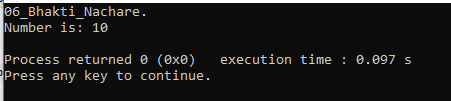 06_Bhakti_Nachare.
Number is: 10
Process returned 0 (0x0)   execution time : 0.097 s
Press any key to continue.